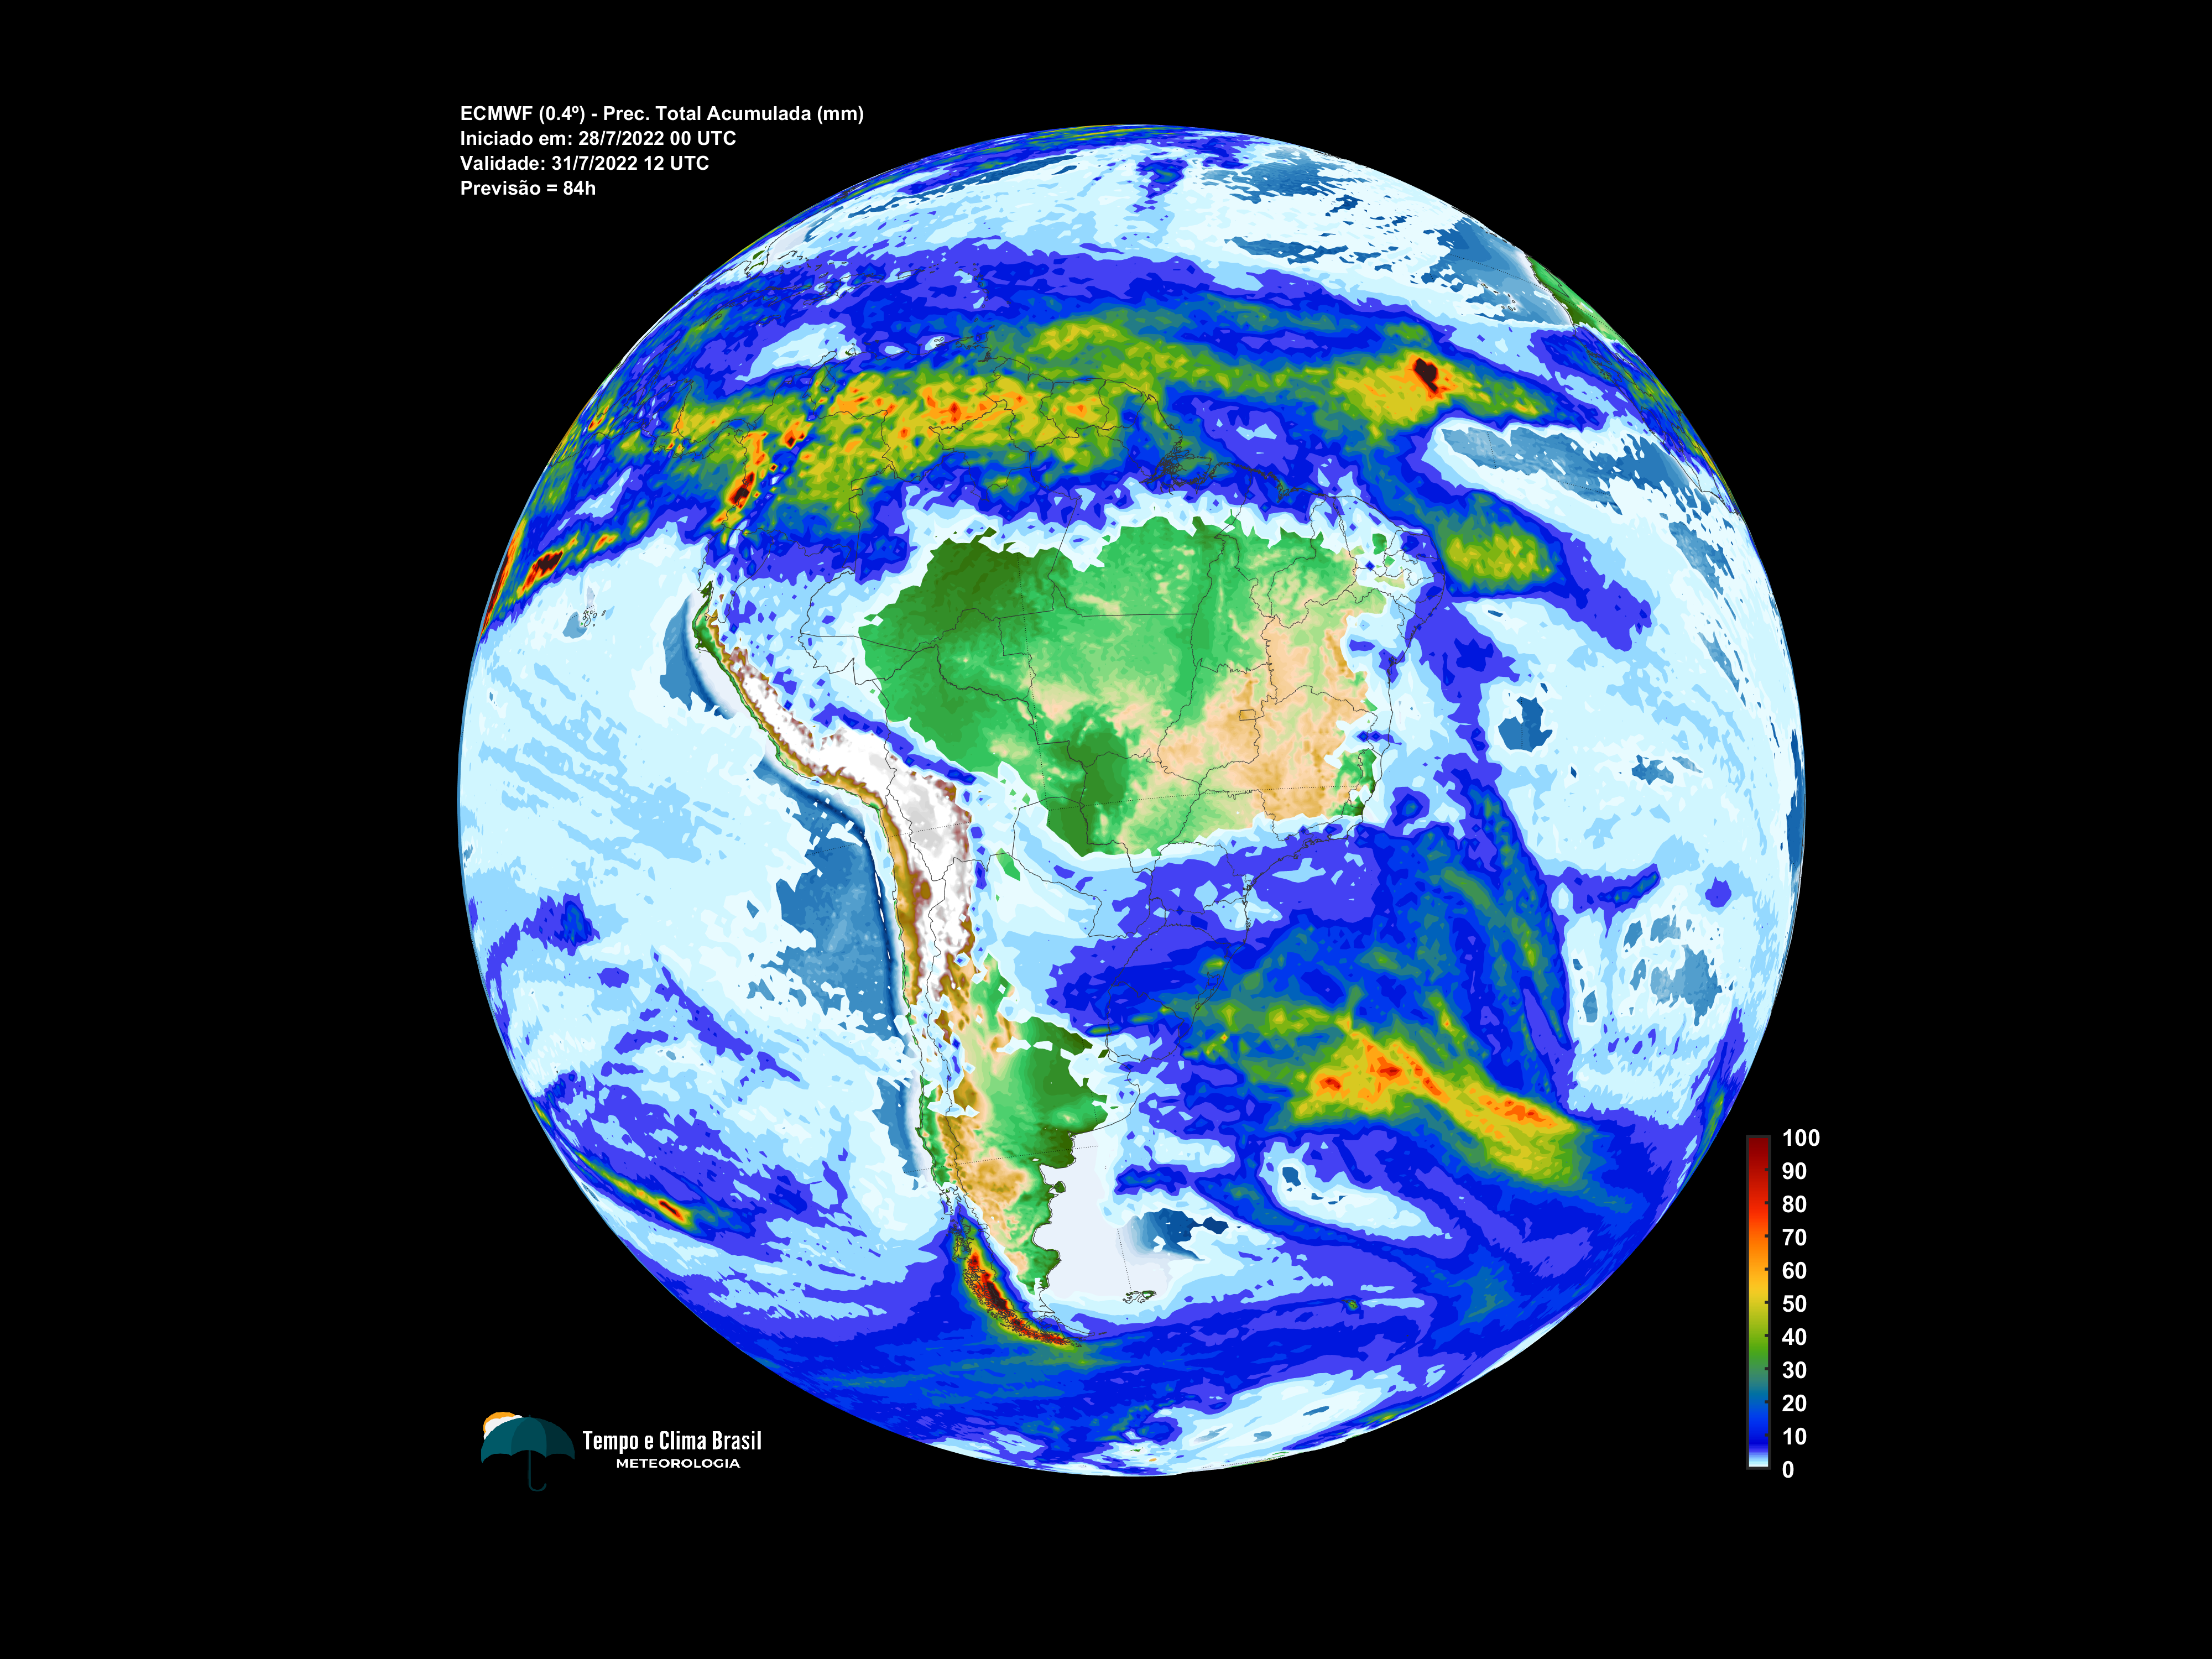 ECMWF (0.4º) - Prec. Total Acumulada (mm)
Iniciado em: 28/7/2022 00 UTC
Validade: 31/7/2022 12 UTC
Previsão = 84h
100
90
80
70
60
50
40
30
20
10
0
Tempo e Clima Brasil
METEOROLOGIA